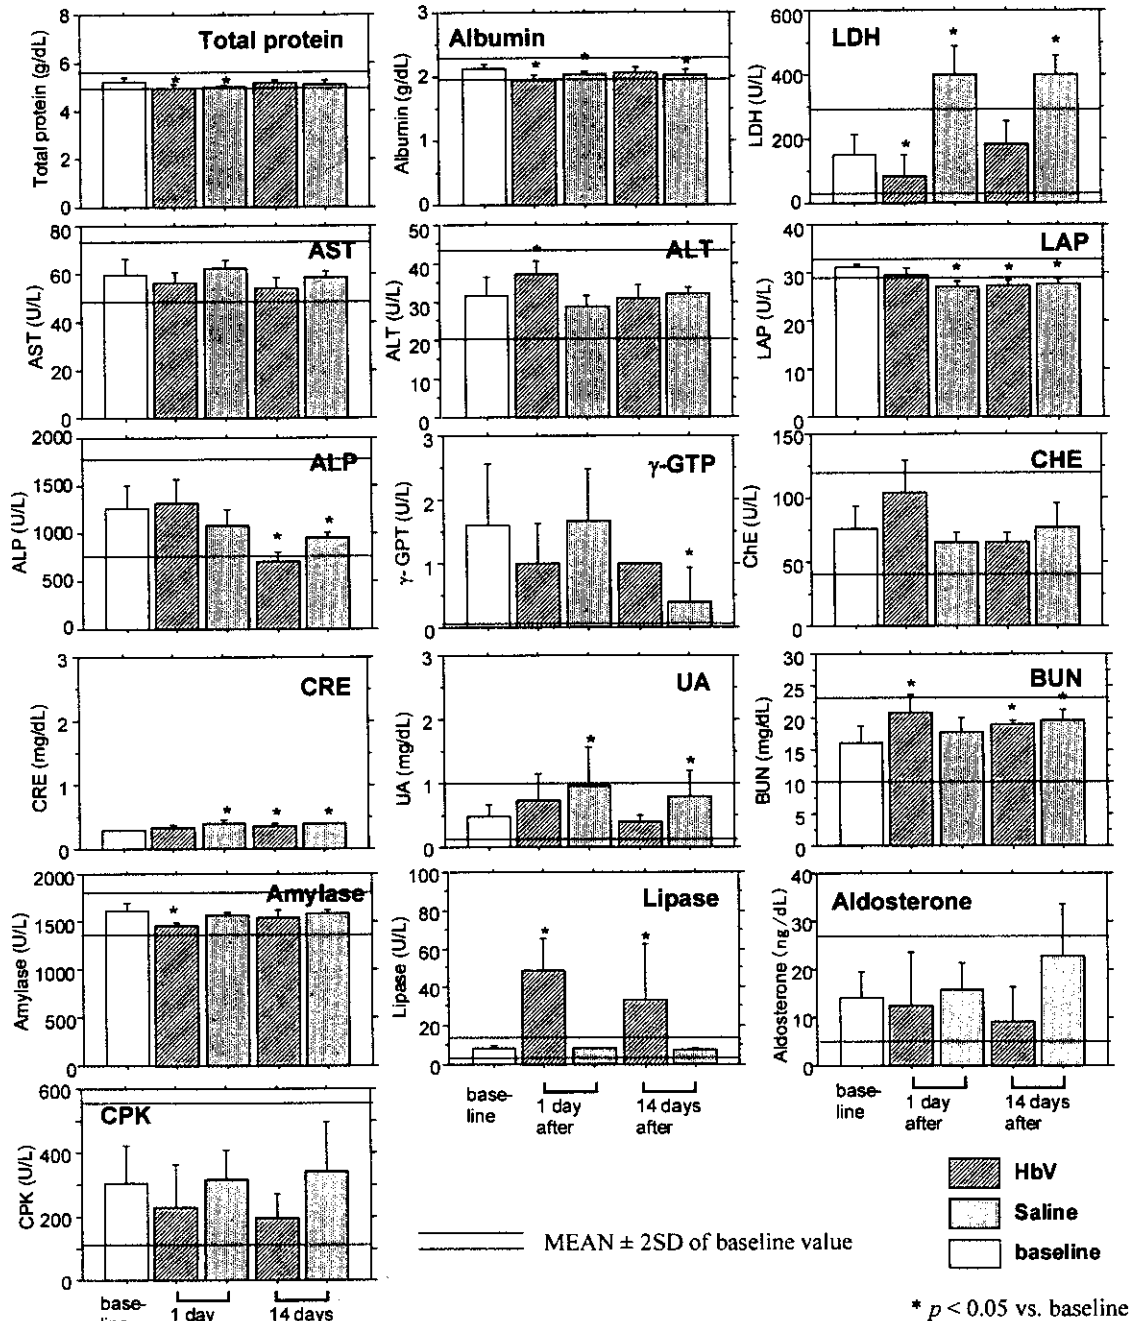 Total protein
Total protein (g/dL)
8
6
4
2
0
Albumin
Albumin (g/dL)
3
2
1
0
LDH
LDH (U/L)
600
400
200
0
* * * * * * * *
AST
AST (U/L)
80
60
40
20
0
ALT
ALT (U/L)
50
40
30
20
10
0
*
LAP
LAP (U/L)
40
30
20
10
0
* * *
ALP
ALP (U/L)
2000
1500
1000
500
0
* *
γ-GTP
γ- GPT (U/L)
3
2
1
0
*
CHE
ChE (U/L)
150
100
50
0
CRE
CRE (mg/dL)
3
2
1
0
* * *
UA
UA (mg/dL)
3
2
1
0
* *
BUN
BUN (mg/dL)
30
25
20
15
10
5
0
* * *
Amylase
Amylase (U/L)
2000
1500
1000
500
0
*
Lipase
Lipase (U/L)
100
80
60
40
20
0
* *
base-
line
1 day
after
14 days
after
Aldosterone
Aldosterone (ng/dL)
40
30
20
10
0
base-
line
1 day
after
14 days
after
CPK
CPK (U/L)
600
400
200
0
base-
1 day
14 days
MEAN ± 2SD of baseline value
HbV
Saline
baseline
* p < 0.05 vs. baseline